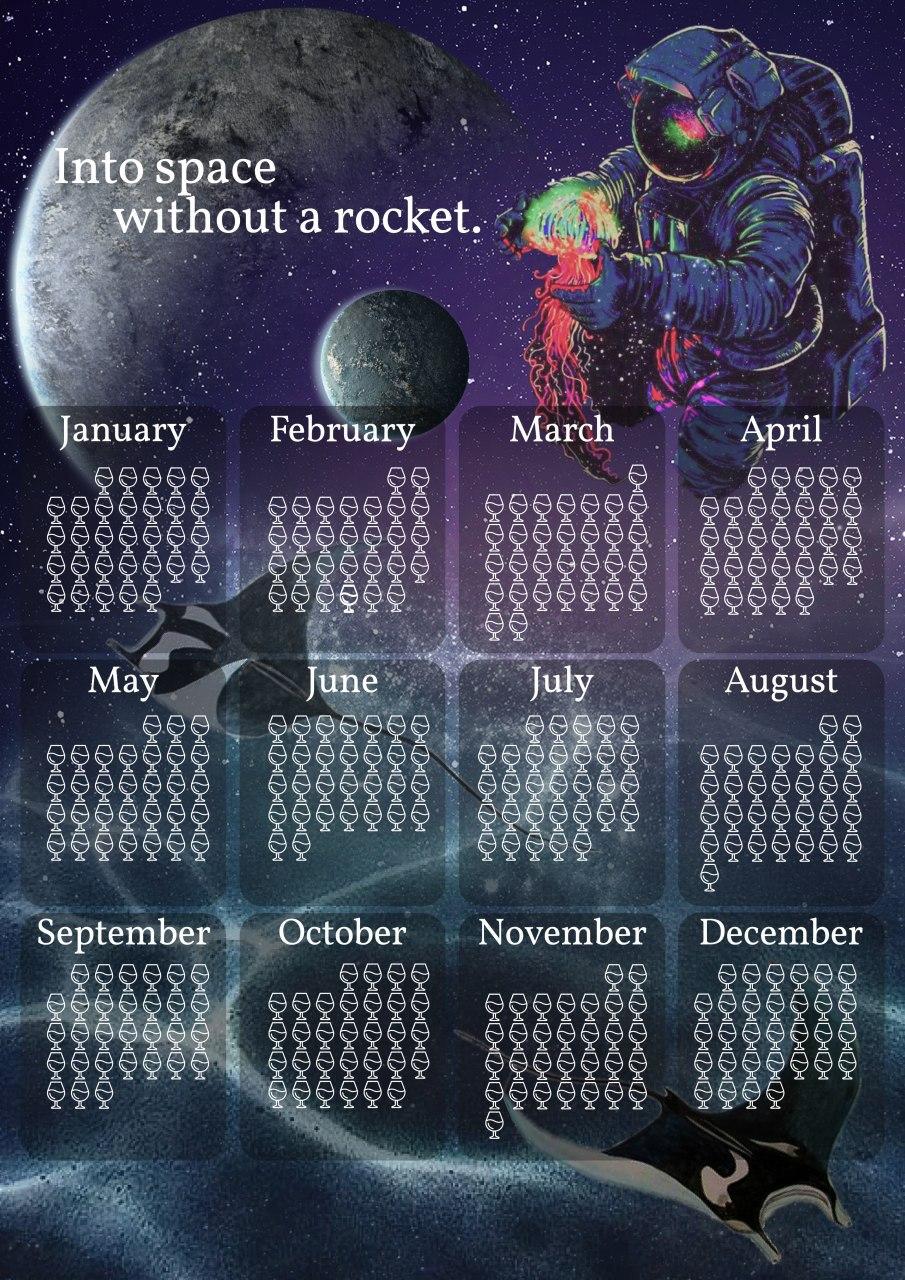 Into space
without a rocket.
January
February
March
April
May
June
July
August
September
October
November
December